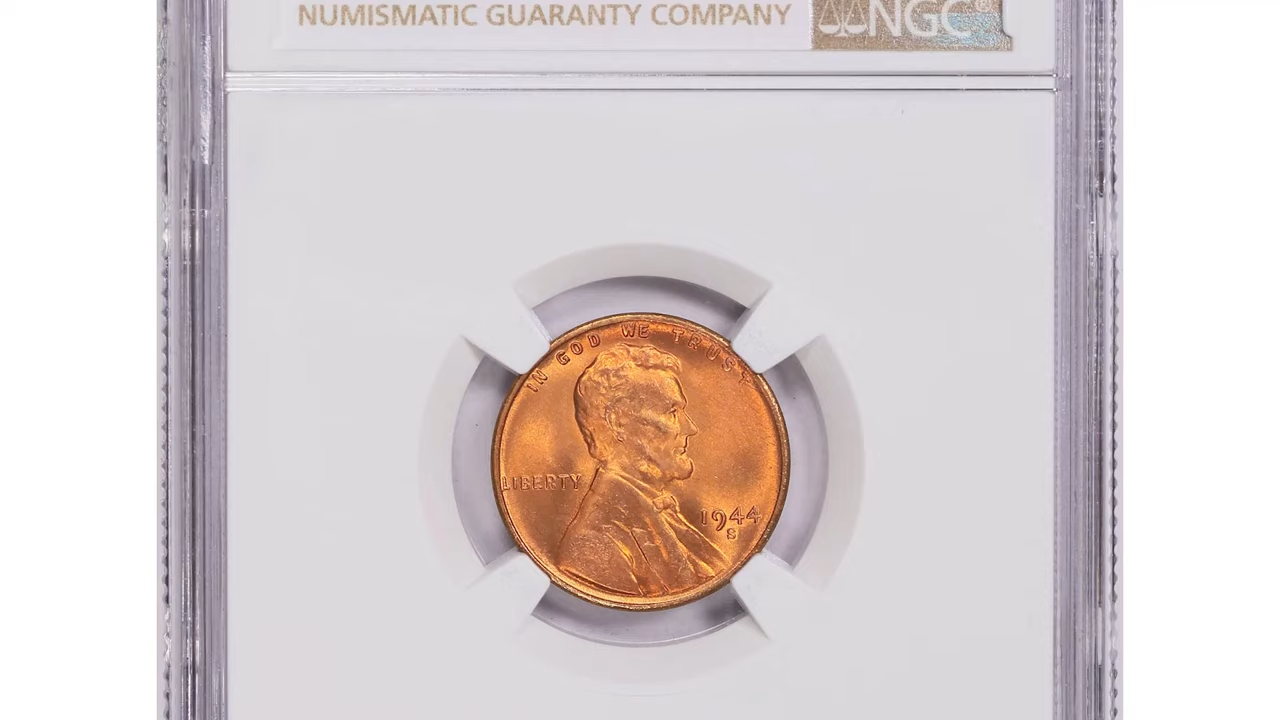 NUMISMATIC GUARANTY COMPANY
NGC
IN GOD WE TRUST
LIBERTY
1944
S